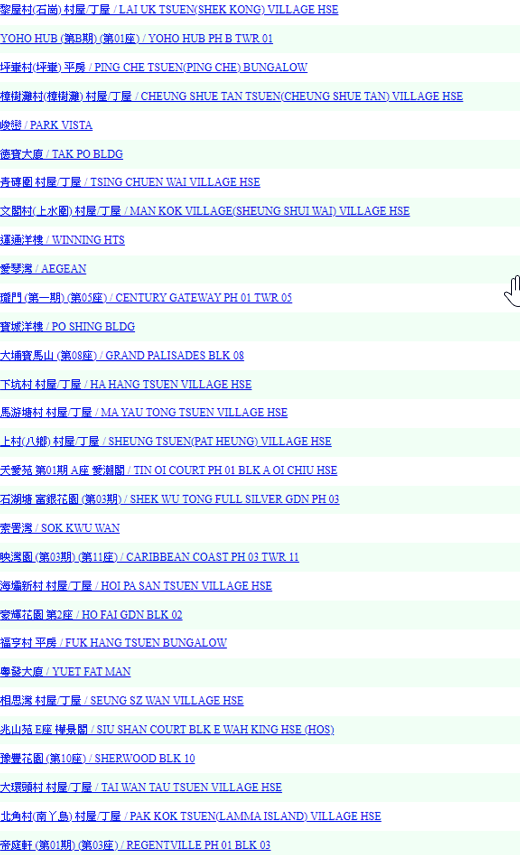 黎屋村(石崗) 村屋/丁屋 / LAI UK TSUEN(SHEK KONG) VILLAGE HSE
YOHO HUB (第B期) (第01座) / YOHO HUB PH B TWR 01
坪輋村(坪輋) 平房 / PING CHE TSUEN(PING CHE) BUNGALOW
樟樹灘村(樟樹灘) 村屋/丁屋 / CHEUNG SHUE TAN TSUEN(CHEUNG SHUE TAN) VILLAGE HSE
峻巒 / PARK VISTA
德寶大廈 / TAK PO BLDG
青磚圍 村屋/丁屋 / TSING CHUEN WAI VILLAGE HSE
文閣村(上水圍) 村屋/丁屋 / MAN KOK VILLAGE(SHEUNG SHUI WAI) VILLAGE HSE
運通洋樓 / WINNING HTS
愛琴灣 / AEGEAN
瓏門 (第一期) (第05座) / CENTURY GATEWAY PH 01 TWR 05
寶城洋樓 / PO SHING BLDG
大埔寶馬山 (第08座) / GRAND PALISADES BLK 08
下坑村 村屋/丁屋 / HA HANG TSUEN VILLAGE HSE
馬游塘村 村屋/丁屋 / MA YAU TONG TSUEN VILLAGE HSE
上村(八鄉) 村屋/丁屋 / SHEUNG TSUEN(PAT HEUNG) VILLAGE HSE
天愛苑 第01期 A座 愛潮閣 / TIN OI COURT PH 01 BLK A OI CHIU HSE
石湖塘 富銀花園 (第03期) / SHEK WU TONG FULL SILVER GDN PH 03
索罟灣 / SOK KWU WAN
映灣園 (第03期) (第11座) / CARIBBEAN COAST PH 03 TWR 11
海壩新村 村屋/丁屋 / HOI PA SAN TSUEN VILLAGE HSE
豪輝花園 第2座 / HO FAI GDN BLK 02
福亨村 平房 / FUK HANG TSUEN BUNGALOW
粵發大廈 / YUET FAT MAN
相思灣 村屋/丁屋 / SEUNG SZ WAN VILLAGE HSE
兆山苑 E座 樺景閣 / SIU SHAN COURT BLK E WAH KING HSE (HOS)
豫豐花園 (第10座) / SHERWOOD BLK 10
大環頭村 村屋/丁屋 / TAI WAN TAU TSUEN VILLAGE HSE
北角村(南丫島) 村屋/丁屋 / PAK KOK TSUEN(LAMMA ISLAND) VILLAGE HSE
帝庭軒 (第01期) (第03座) / REGENTVILLE PH 01 BLK 03